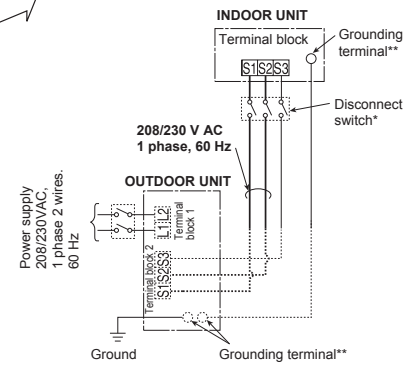 INDOOR UNIT
Terminal block
Grounding
terminal**
S1 S2 S3
Disconnect
switch*
208/230 V AC
1 phase, 60 Hz
OUTDOOR UNIT
Power supply
208/230VAC,
1 phase 2 wires.
60 Hz
L1 L2
Terminal
block 1
Terminal block 2
S1 S2 S3
Ground
Grounding terminal**